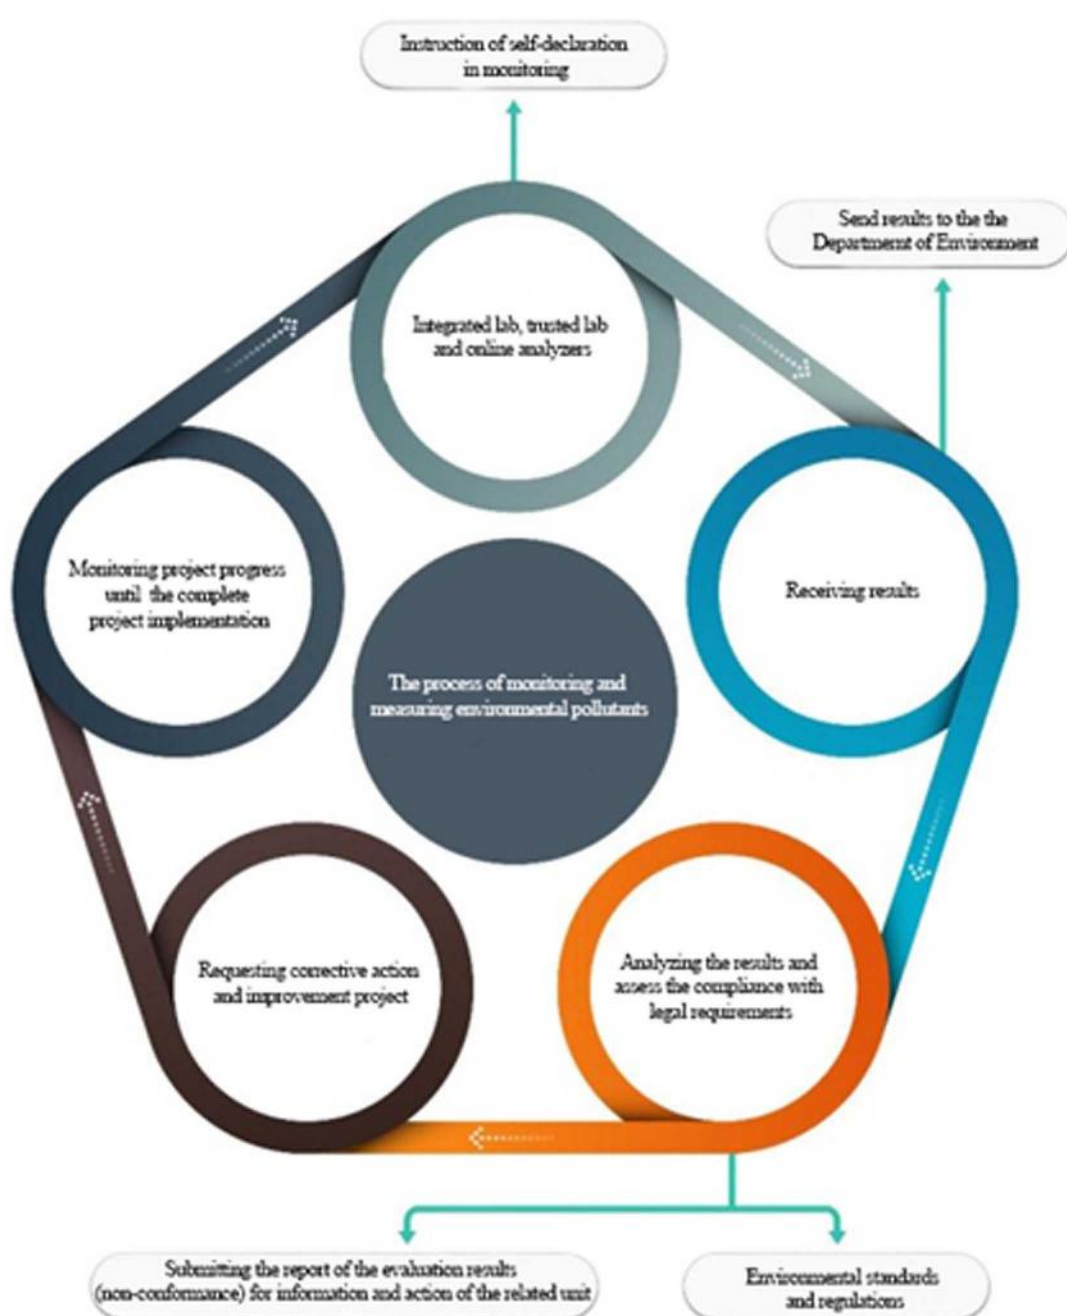 Instruction of self-declaration
in monitoring
Send results to the the
Departmernt of Environment
Integrated lab, trusted lab
and online analyzers
Monitoring project progress
until the complete
project implementation
Receiving results
The process of monitoring and
measuring environmental pollutants
Requesting corrective action
and improvement project
Analyzing the results and
assess the compliance with
legal requirements
Submitting the report of the evaluation results
(non-conformance) for information and action of the related unit
Environmental standards
and regulations